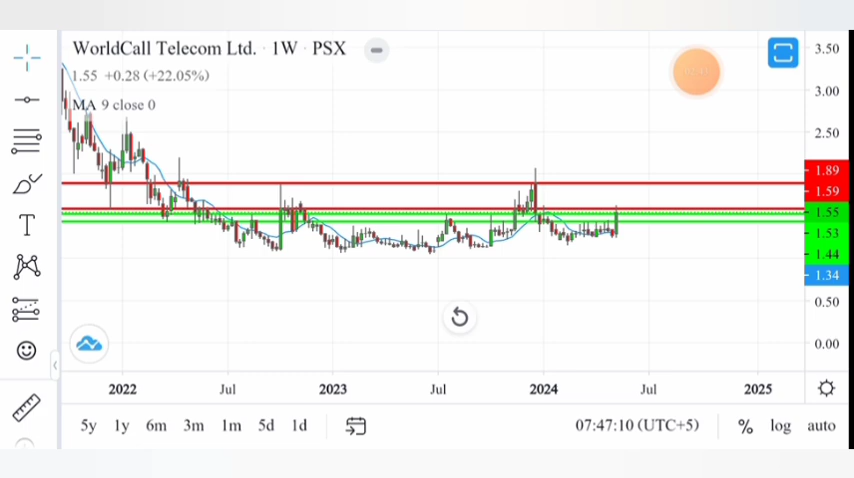 WorldCall Telecom Ltd. · 1W · PSX
1.55 +0.28 (+22.05%)
MA 9 close 0
3.50
3.00
2.50
1.89
1.59
1.55
1.53
1.44
1.34
0.50
0.00
2022 Jul 2023 Jul 2024 Jul 2025
5y 1y 6m 3m 1m 5d 1d 07:47:10 (UTC+5) % log auto